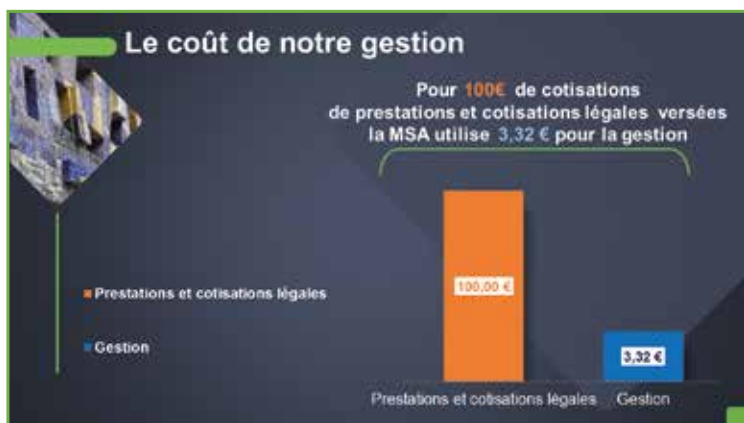 Le coût de notre gestion
Pour 100€ de cotisations
de prestations et cotisations légales versées
la MSA utilise 3,32 € pour la gestion
Prestations et cotisations légales
Gestion
100,00 €
3,32 €
Prestations et cotisations légales
Gestion